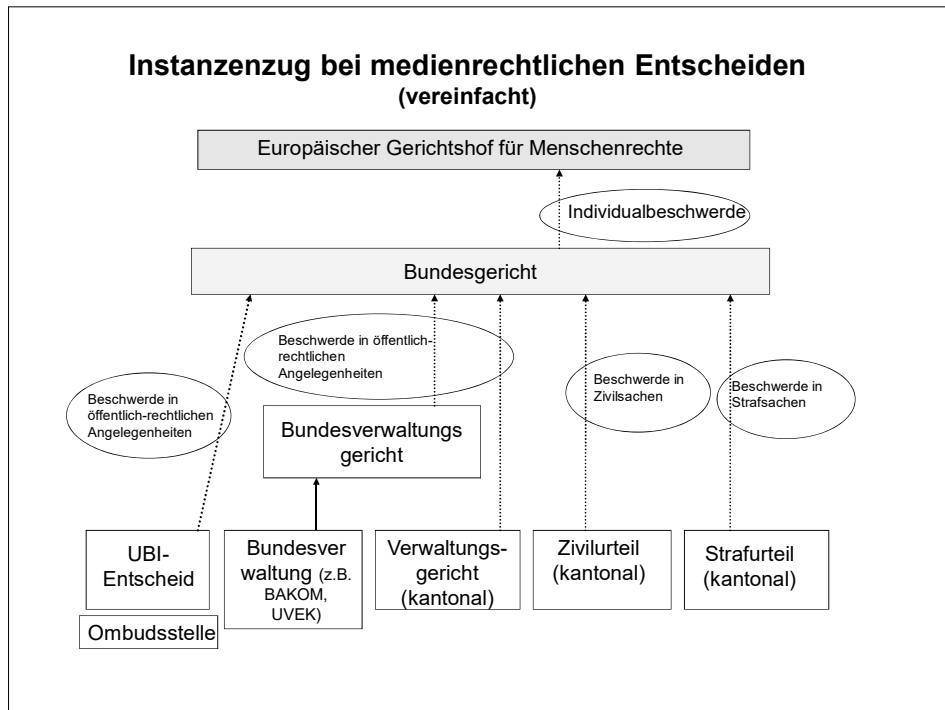 Instanzenzug bei medienrechtlichen Entscheiden
(vereinfacht)
Europäischer Gerichtshof für Menschenrechte
Individualbeschwerde
Bundesgericht
Beschwerde in öffentlich-
rechtlichen
Angelegenheiten
Beschwerde in
öffentlich-rechtlichen
Angelegenheiten
Beschwerde in
Zivilsachen
Beschwerde in
Strafsachen
Bundesverwaltungs
gericht
UBI-
Entscheid
Bundesver
waltung (z.B.
BAKOM,
UVEK)
Verwaltungs-
gericht
(kantonal)
Zivilurteil
(kantonal)
Strafurteil
(kantonal)
Ombudsstelle